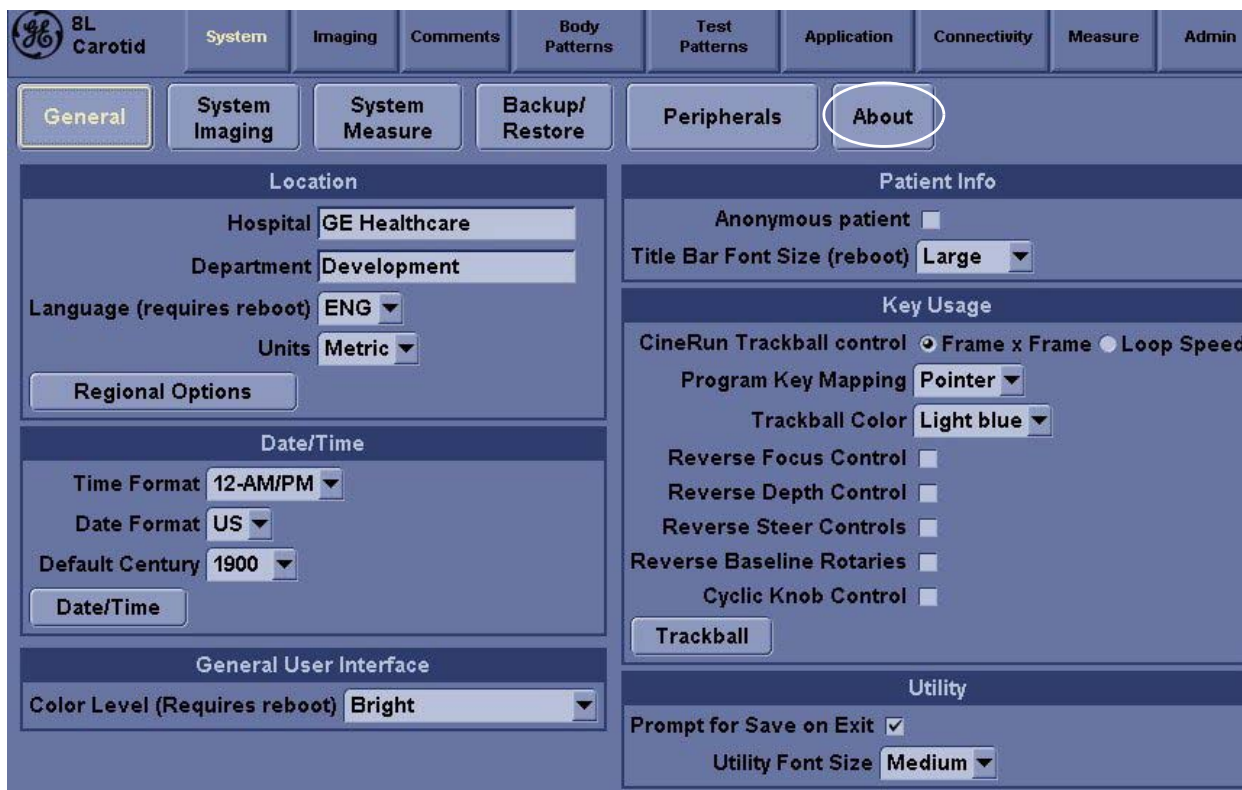 GE
8L
Carotid
System
Imaging
Comments
Body
Patterns
Test
Patterns
Application
Connectivity
Measure
Admin
General
System
Imaging
System
Measure
Backup/
Restore
Peripherals
About
Location
Hospital GE Healthcare
Department Development
Language (requires reboot) ENG
Units Metric
Regional Options
Date/Time
Time Format 12-AM/PM
Date Format US
Default Century 1900
Date/Time
General User Interface
Color Level (Requires reboot) Bright
Patient Info
Anonymous patient
Title Bar Font Size (reboot) Large
Key Usage
CineRun Trackball control Frame x Frame Loop Speed
Program Key Mapping Pointer
Trackball Color Light blue
Reverse Focus Control
Reverse Depth Control
Reverse Steer Controls
Reverse Baseline Rotaries
Cyclic Knob Control
Trackball
Utility
Prompt for Save on Exit
Utility Font Size Medium